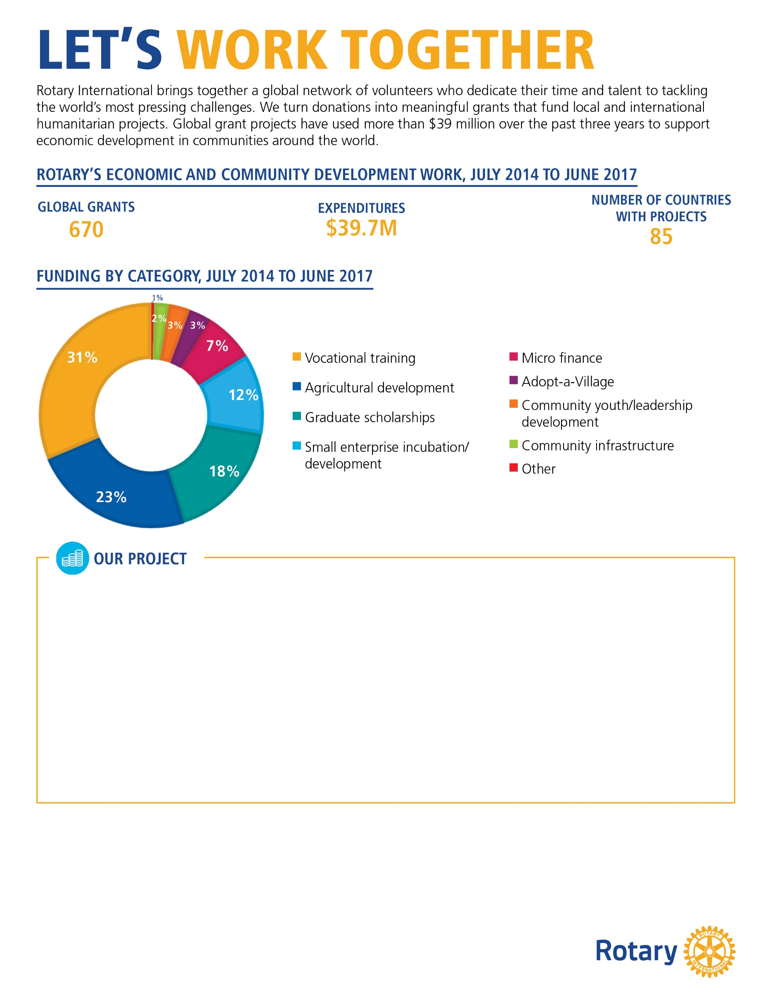 LET'S WORK TOGETHER
Rotary International brings together a global network of volunteers who dedicate their time and talent to tackling
the world's most pressing challenges. We turn donations into meaningful grants that fund local and international
humanitarian projects. Global grant projects have used more than $39 million over the past three years to support
economic development in communities around the world.
ROTARY'S ECONOMIC AND COMMUNITY DEVELOPMENT WORK, JULY 2014 TO JUNE 2017
GLOBAL GRANTS
670
EXPENDITURES
$39.7M
NUMBER OF COUNTRIES
WITH PROJECTS
85
FUNDING BY CATEGORY, JULY 2014 TO JUNE 2017
1%
2%
3%
3%
7%
12%
18%
23%
31%
Vocational training
Agricultural development
Graduate scholarships
Small enterprise incubation/
development
Micro finance
Adopt-a-Village
Community youth/leadership
development
Community infrastructure
Other
OUR PROJECT
Rotary
ROTARY
INTERNATIONAL